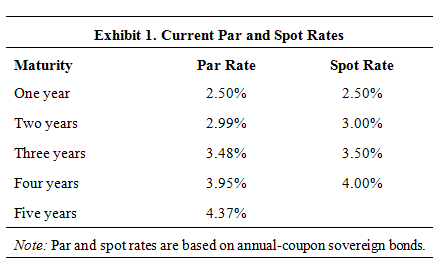 Exhibit 1. Current Par and Spot Rates
Maturity Par Rate Spot Rate
One year 2.50% 2.50%
Two years 2.99% 3.00%
Three years 3.48% 3.50%
Four years 3.95% 4.00%
Five years 4.37%
Note: Par and spot rates are based on annual-coupon sovereign bonds.